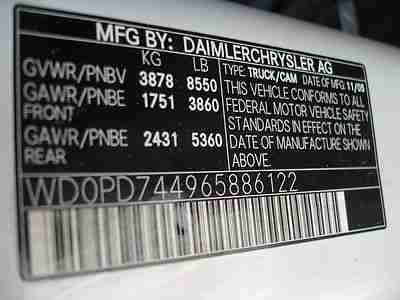 MFG BY: DAIMLERCHRYSLER AG
KG LB
GVWR/PNBV 3878 8550
GAWR/PNBE FRONT 1751 3860
GAWR/PNBE REAR 2431 5360
TYPE: TRUCK/CAM DATE OF MFG 11/05
THIS VEHICLE CONFORMS TO ALL
FEDERAL MOTOR VEHICLE SAFETY
STANDARDS IN EFFECT ON THE
DATE OF MANUFACTURE SHOWN ABOVE.
WD0PD744965886122